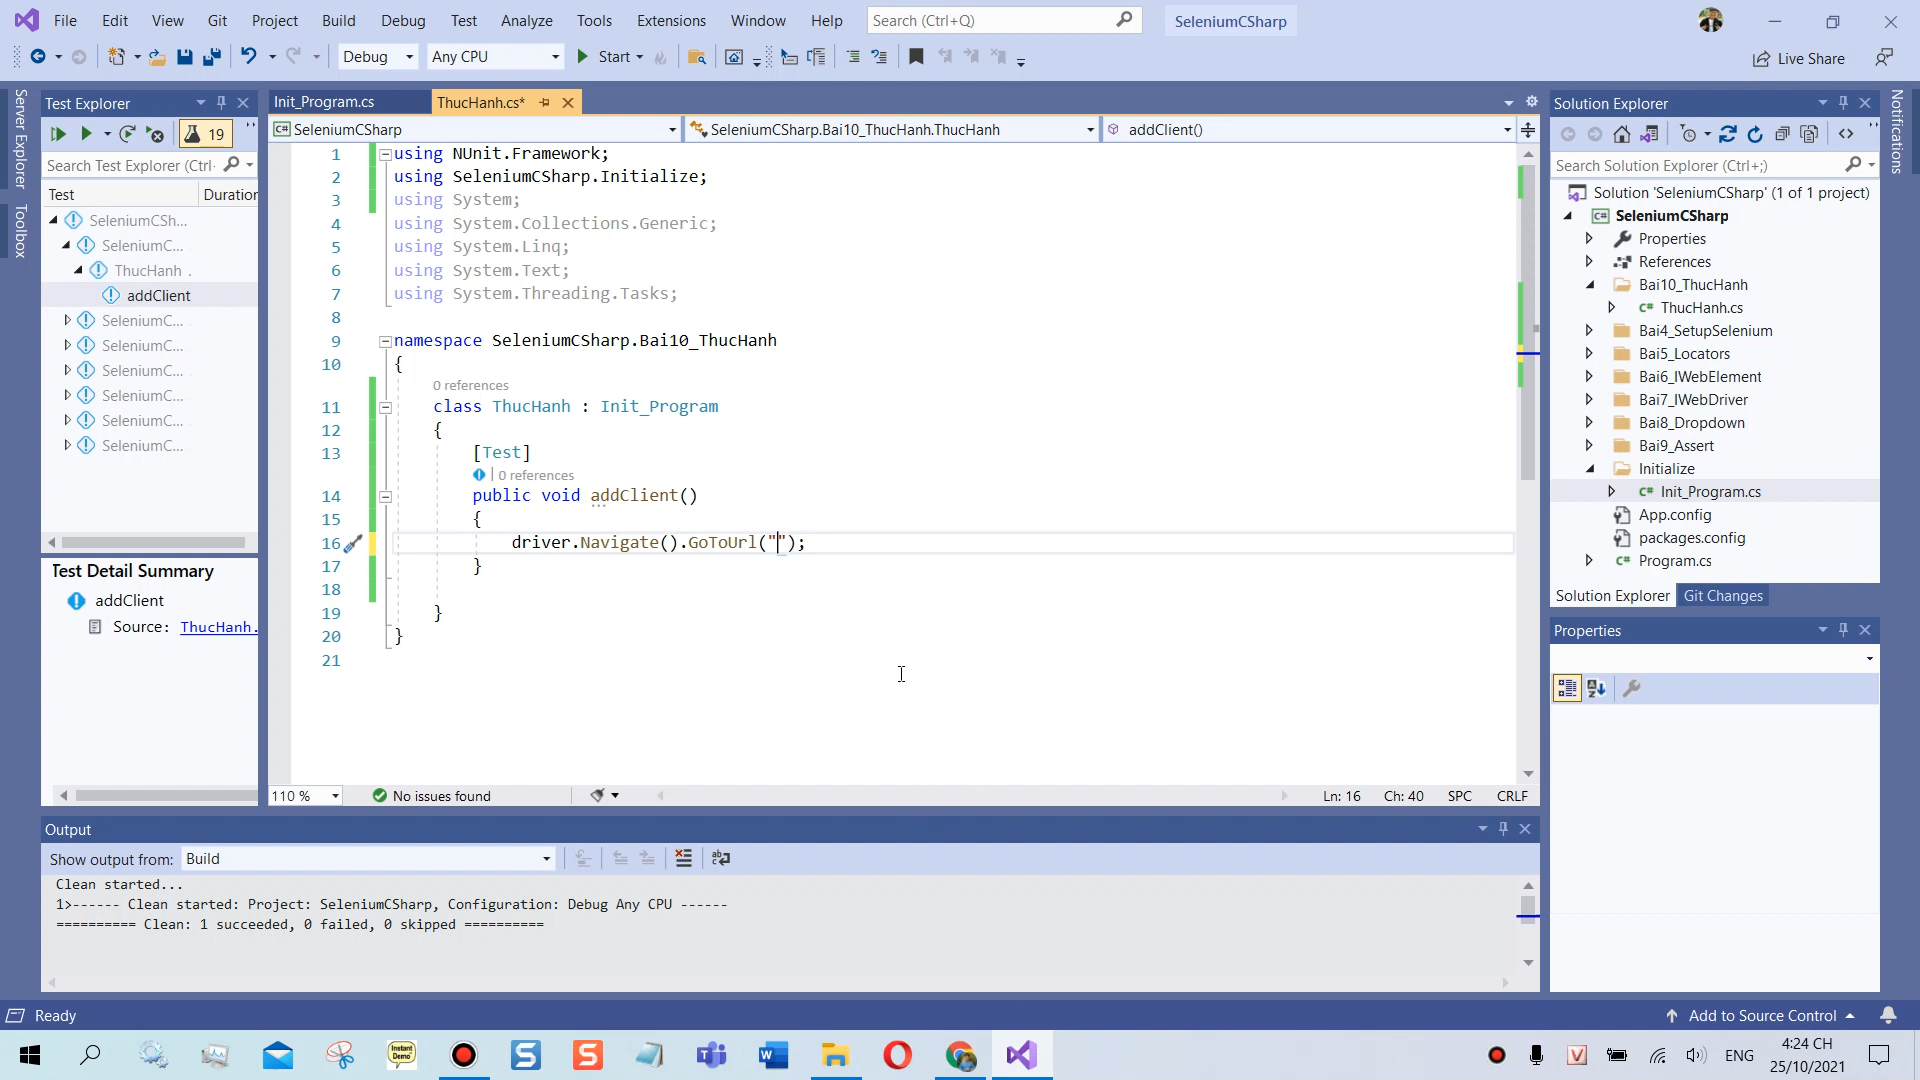 File Edit View Git Project Build Debug Test Analyze Tools Extensions Window Help Search (Ctrl+Q) SeleniumCSharp
Debug Any CPU Start Live Share
Server Explorer
Toolbox
Test Explorer
19
Search Test Explorer (Ctrl-
Test Duration
SeleniumCSh...
SeleniumC...
ThucHanh .
addClient
SeleniumC...
SeleniumC...
SeleniumC...
SeleniumC...
SeleniumC...
SeleniumC...
Test Detail Summary
addClient
Source: ThucHanh.
Init_Program.cs ThucHanh.cs*
SeleniumCSharp SeleniumCSharp.Bai10_ThucHanh.ThucHanh addClient()
1 using NUnit.Framework;
2 using SeleniumCSharp.Initialize;
3 using System;
4 using System.Collections.Generic;
5 using System.Linq;
6 using System.Text;
7 using System.Threading.Tasks;
8
9 namespace SeleniumCSharp.Bai10_ThucHanh
10 {
0 references
11 class ThucHanh : Init_Program
12 {
13 [Test]
0 references
14 public void addClient()
15 {
16 driver.Navigate().GoToUrl("");
17 }
18
19 }
20 }
21
110 % No issues found Ln: 16 Ch: 40 SPC CRLF
Output
Show output from: Build
Clean started...
1>------ Clean started: Project: SeleniumCSharp, Configuration: Debug Any CPU ------
========== Clean: 1 succeeded, 0 failed, 0 skipped ==========
Solution Explorer
Search Solution Explorer (Ctrl+;)
Solution 'SeleniumCSharp' (1 of 1 project)
SeleniumCSharp
Properties
References
Bai10_ThucHanh
ThucHanh.cs
Bai4_SetupSelenium
Bai5_Locators
Bai6_IWebElement
Bai7_IWebDriver
Bai8_Dropdown
Bai9_Assert
Initialize
Init_Program.cs
App.config
packages.config
Program.cs
Solution Explorer Git Changes
Properties
Notifications
Ready Add to Source Control
Instant
Demo
ENG
4:24 CH
25/10/2021